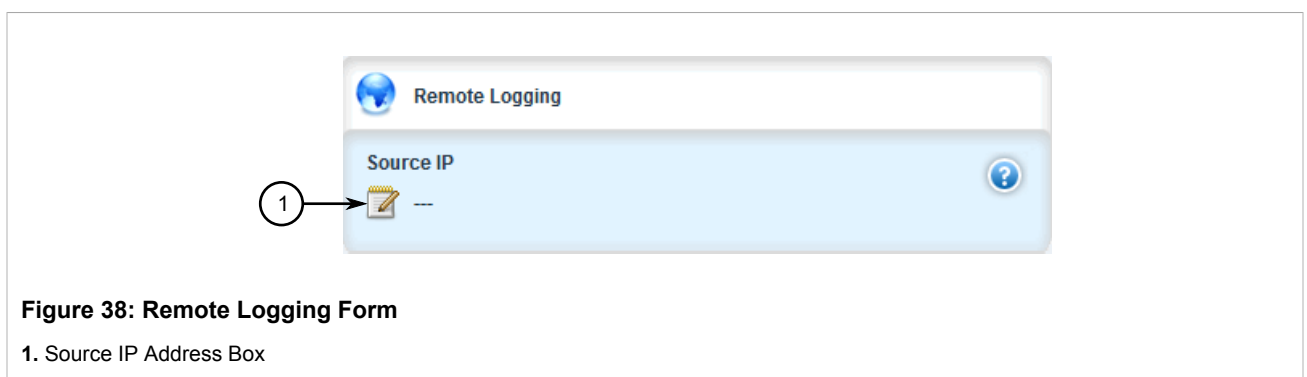 Remote Logging
Source IP
1
---
Figure 38: Remote Logging Form
1. Source IP Address Box